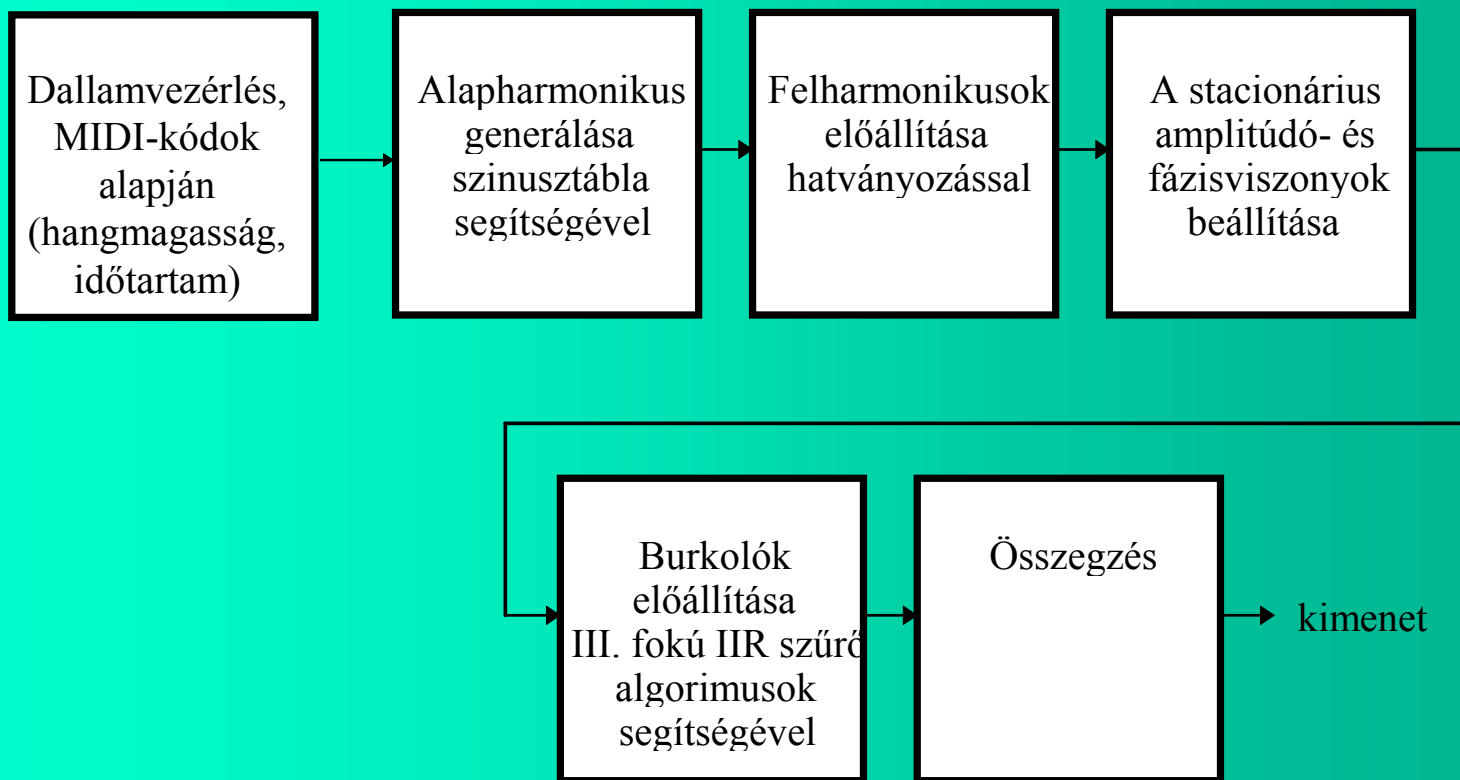 Dallamvezérlés,
MIDI-kódok
alapján
(hangmagasság,
időtartam)
Alapharmonikus
generálása
szinusztábla
segítségével
Felharmonikusok
előállítása
hatványozással
A stacionárius
amplitúdó- és
fázisviszonyok
beállítása
Burkolók
előállítása
III. fokú IIR szűrő
algorimusok
segítségével
Összegzés
kimenet